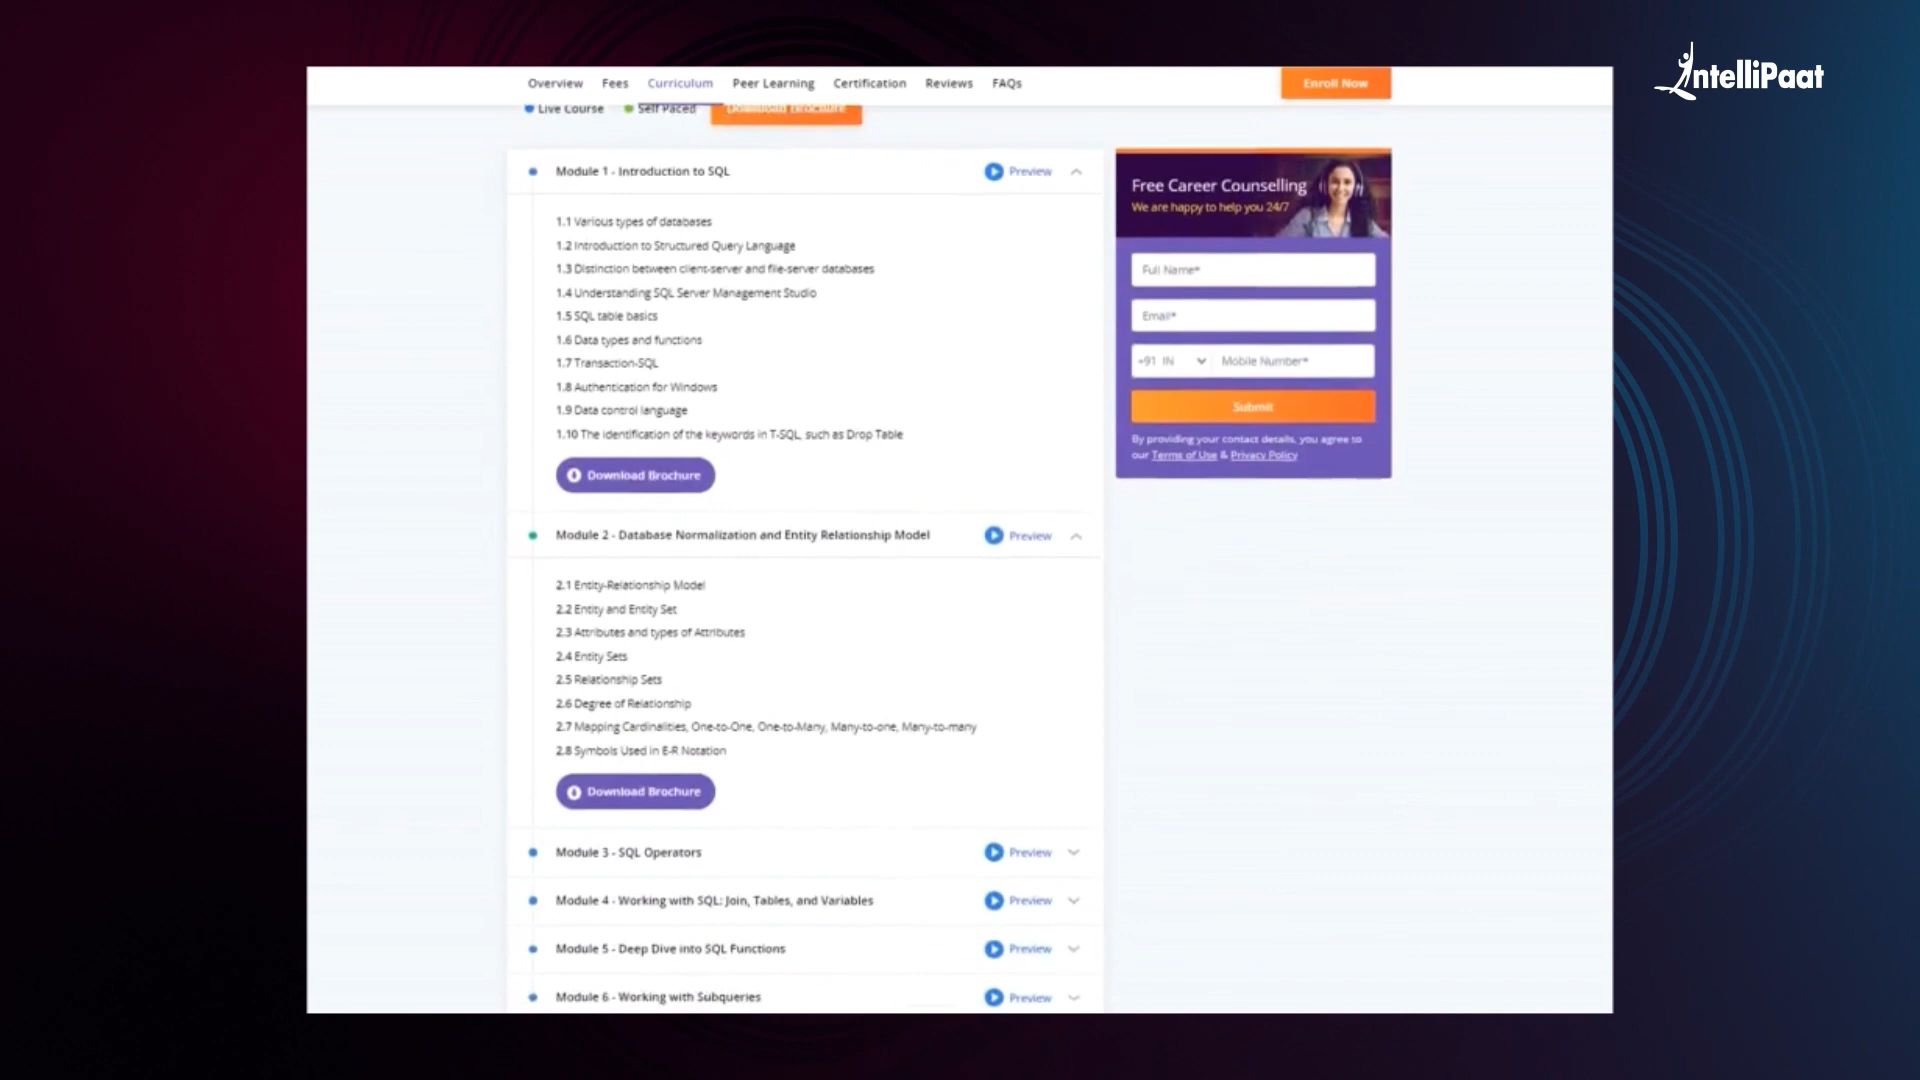 IntelliPaat
Overview Fees Curriculum Peer Learning Certification Reviews FAQs Enroll Now
Live Course Self Paced Download Brochure
Module 1 - Introduction to SQL Preview
1.1 Various types of databases
1.2 Introduction to Structured Query Language
1.3 Distinction between client-server and file-server databases
1.4 Understanding SQL Server Management Studio
1.5 SQL table basics
1.6 Data types and functions
1.7 Transaction-SQL
1.8 Authentication for Windows
1.9 Data control language
1.10 The identification of the keywords in T-SQL, such as Drop Table
Download Brochure
Module 2 - Database Normalization and Entity Relationship Model Preview
2.1 Entity-Relationship Model
2.2 Entity and Entity Set
2.3 Attributes and types of Attributes
2.4 Entity Sets
2.5 Relationship Sets
2.6 Degree of Relationship
2.7 Mapping Cardinalities, One-to-One, One-to-Many, Many-to-one, Many-to-many
2.8 Symbols Used in E-R Notation
Download Brochure
Module 3 - SQL Operators Preview
Module 4 - Working with SQL: Join, Tables, and Variables Preview
Module 5 - Deep Dive into SQL Functions Preview
Module 6 - Working with Subqueries Preview
Free Career Counselling
We are happy to help you 24/7
Full Name*
Email*
+91 IN Mobile Number*
Submit
By providing your contact details, you agree to
our Terms of Use & Privacy Policy